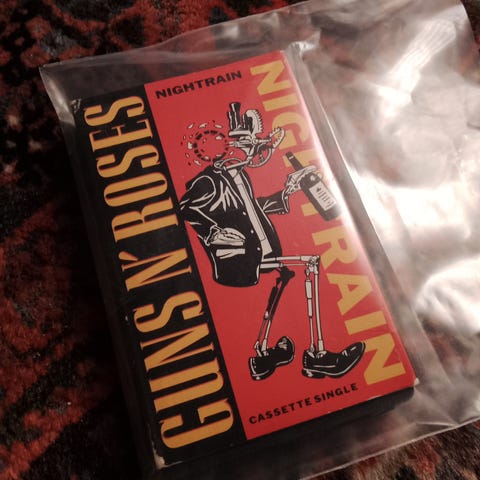 GUNS N' ROSES
NIGHTRAIN
NIGHTRAIN
CASSETTE SINGLE